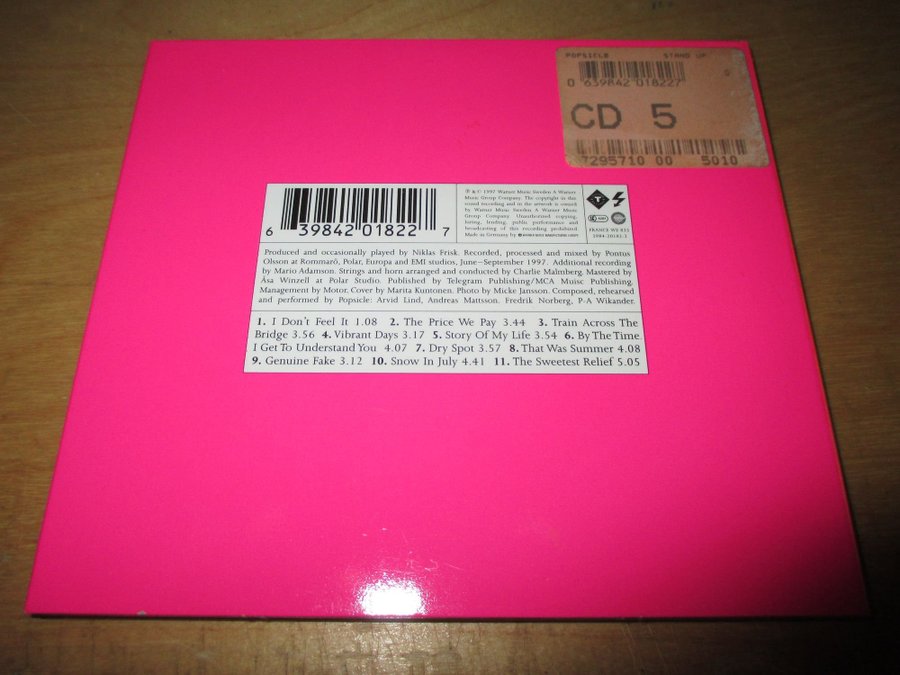 POPSICLE STAND UP
0 639842 018227
CD 5
7295710 00 5010
6 39842 01822 7
℗ & © 1997 Warner Music Sweden A Warner
Music Group Company. The copyright in this
sound recording and in the artwork is owned
by Warner Music Sweden A Warner
Music Group Company. Unauthorized copying,
hiring, lending, public performance and
broadcasting of this recording prohibited.
Made in Germany by
T
FRANCE WE 833
3984-20182-2
Produced and occasionally played by Niklas Frisk. Recorded, processed and mixed by Pontus
Olsson at Rommarö, Polar, Europa and EMI studios, June–September 1997. Additional recording
by Mario Adamson. Strings and horn arranged and conducted by Charlie Malmberg. Mastered by
Åsa Winzell at Polar Studio. Published by Telegram Publishing/MCA Muisc Publishing.
Management by Motor. Cover by Marita Kuntonen. Photo by Micke Jansson. Composed, rehearsed
and performed by Popsicle: Arvid Lind, Andreas Mattsson. Fredrik Norberg, P-A Wikander.
1. I Don't Feel It 1.08 2. The Price We Pay 3.44 3. Train Across The
Bridge 3.56 4. Vibrant Days 3.17 5. Story Of My Life 3.54 6. By The Time
I Get To Understand You 4.07 7. Dry Spot 3.57 8. That Was Summer 4.08
9. Genuine Fake 3.12 10. Snow In July 4.41 11. The Sweetest Relief 5.05